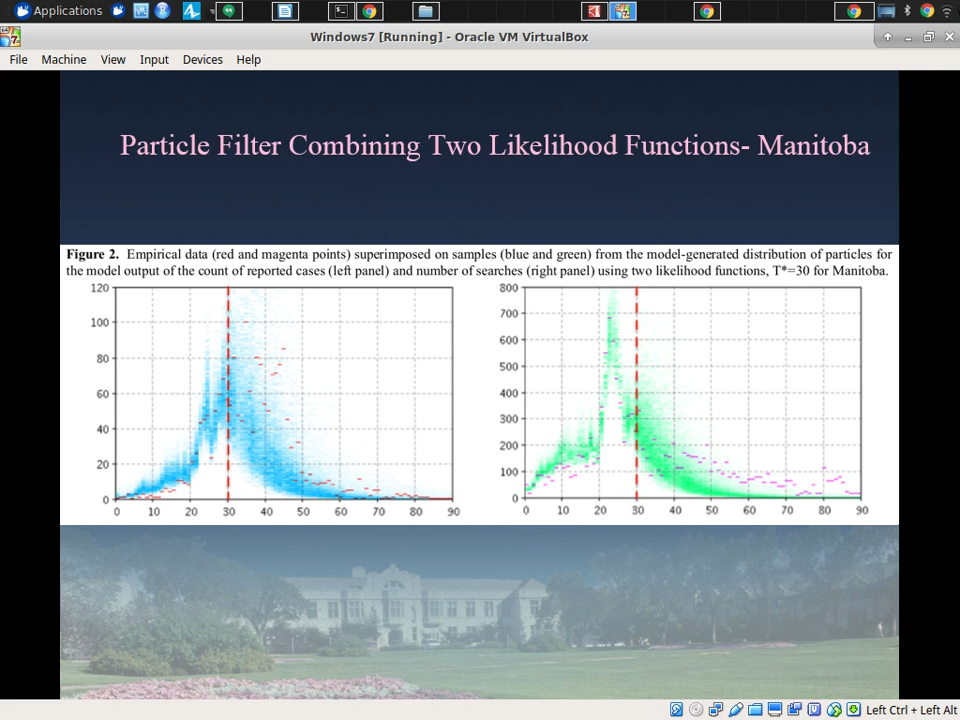 Applications
Windows7 [Running] - Oracle VM VirtualBox
File Machine View Input Devices Help
Particle Filter Combining Two Likelihood Functions- Manitoba
Figure 2. Empirical data (red and magenta points) superimposed on samples (blue and green) from the model-generated distribution of particles for
the model output of the count of reported cases (left panel) and number of searches (right panel) using two likelihood functions, T*=30 for Manitoba.
120
100
80
60
40
20
0
0 10 20 30 40 50 60 70 80 90
800
700
600
500
400
300
200
100
0
0 10 20 30 40 50 60 70 80 90
Left Ctrl + Left Alt